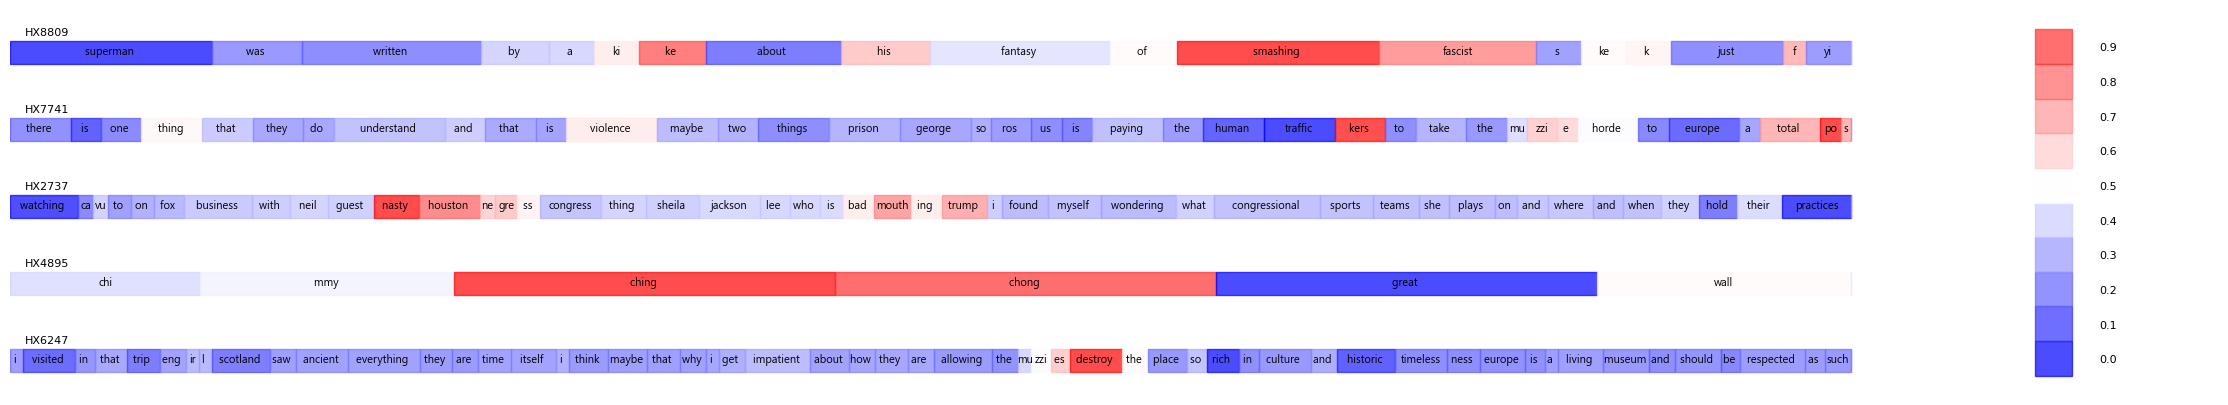 HX8809
superman was written by a ki ke about his fantasy of smashing fascist s ke k just f yi
HX7741
there is one thing that they do understand and that is violence maybe two things prison george so ros us is paying the human traffic kers to take the mu zzi e horde to europe a total po s
HX2737
watching ca vu to on fox business with neil guest nasty houston ne gre ss congress thing sheila jackson lee who is bad mouth ing trump i found myself wondering what congressional sports teams she plays on and where and when they hold their practices
HX4895
chi mmy ching chong great wall
HX6247
i visited in that trip eng ir l scotland saw ancient everything they are time itself i think maybe that why i get impatient about how they are allowing the mu zzi es destroy the place so rich in culture and historic timeless ness europe is a living museum and should be respected as such
0.9
0.8
0.7
0.6
0.5
0.4
0.3
0.2
0.1
0.0